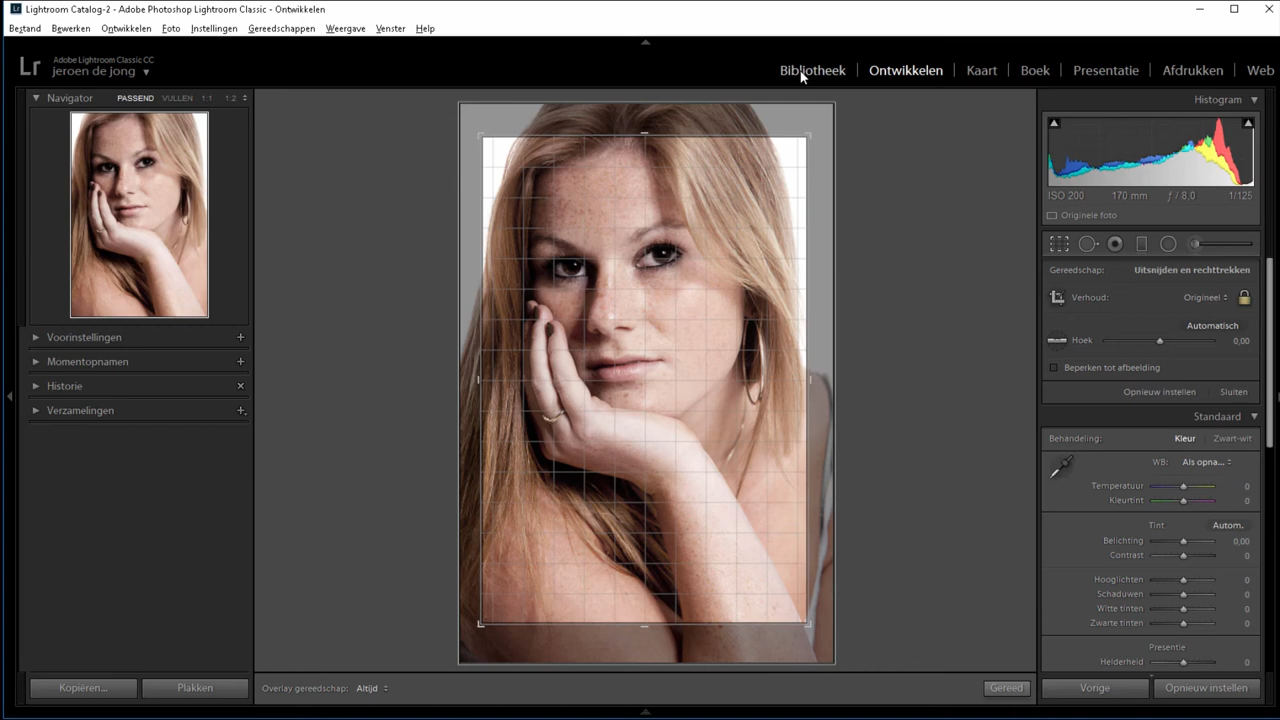 Lightroom Catalog-2 - Adobe Photoshop Lightroom Classic - Ontwikkelen
Bestand Bewerken Ontwikkelen Foto Instellingen Gereedschappen Weergave Venster Help
Lr
Adobe Lightroom Classic CC
jeroen de jong
Bibliotheek Ontwikkelen Kaart Boek Presentatie Afdrukken Web
Navigator PASSEND VULLEN 1:1 1:2
Voorinstellingen
Momentopnamen
Historie
Verzamelingen
Kopiëren... Plakken
Overlay gereedschap: Altijd
Gereed
Histogram
ISO 200 170 mm ƒ / 8,0 1/125
Originele foto
Gereedschap: Uitsnijden en rechttrekken
Verhoud: Origineel
Automatisch
Hoek 0,00
Beperken tot afbeelding
Opnieuw instellen Sluiten
Standaard
Behandeling: Kleur Zwart-wit
WB: Als opna...
Temperatuur 0
Kleurtint 0
Tint Autom.
Belichting 0,00
Contrast 0
Hooglichten 0
Schaduwen 0
Witte tinten 0
Zwarte tinten 0
Presentie
Helderheid 0
Vorige Opnieuw instellen